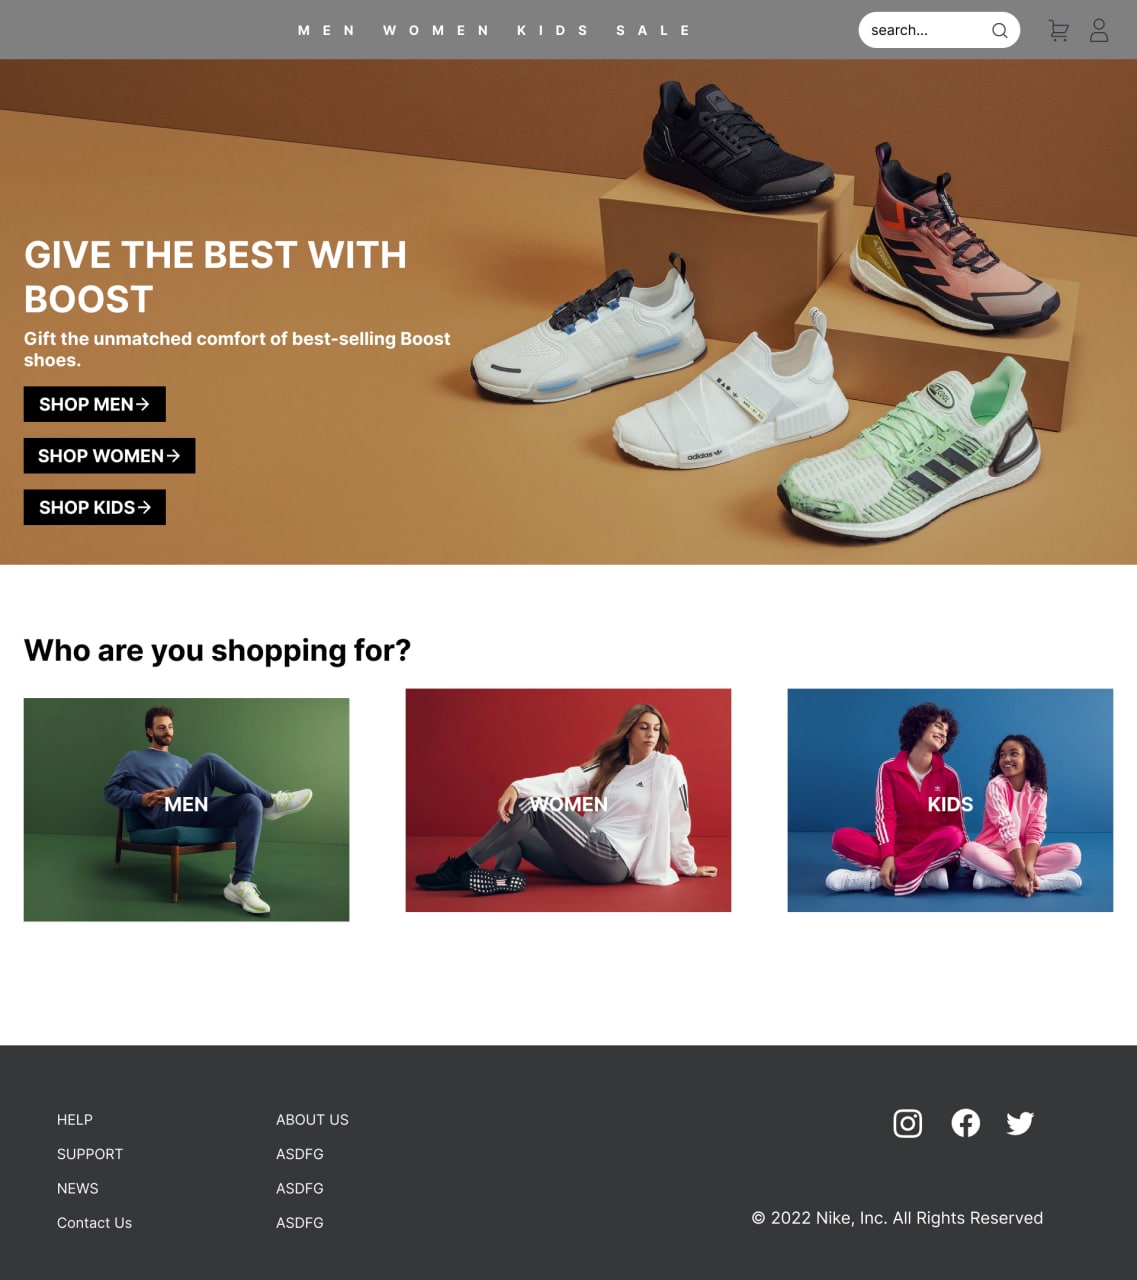 MEN WOMEN KIDS SALE
search...
GIVE THE BEST WITH
BOOST
Gift the unmatched comfort of best-selling Boost
shoes.
SHOP MEN→
SHOP WOMEN→
SHOP KIDS→
adidas
Who are you shopping for?
MEN
WOMEN
KIDS
HELP
SUPPORT
NEWS
Contact Us
ABOUT US
ASDFG
ASDFG
ASDFG
© 2022 Nike, Inc. All Rights Reserved